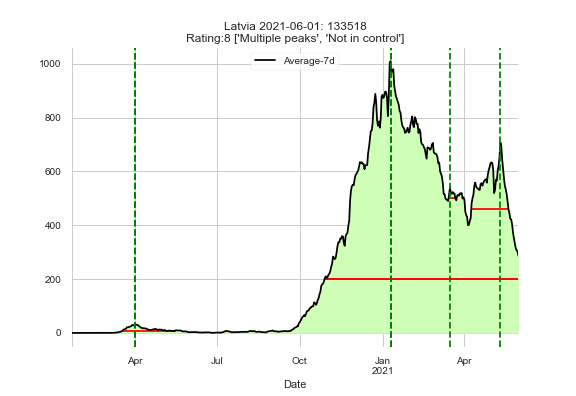 Latvia 2021-06-01: 133518
Rating:8 ['Multiple peaks', 'Not in control']
Average-7d
1000
800
600
400
200
0
Apr
Jul
Oct
Jan
2021
Apr
Date